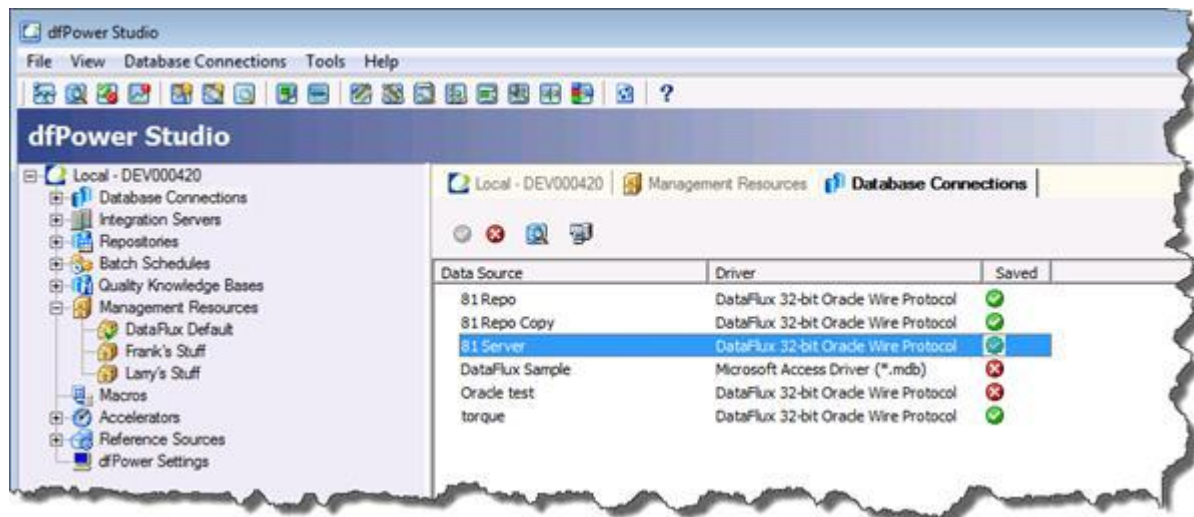 dfPower Studio
File View Database Connections Tools Help
dfPower Studio
Local - DEV000420
Database Connections
Integration Servers
Repositories
Batch Schedules
Quality Knowledge Bases
Management Resources
DataFlux Default
Frank's Stuff
Larry's Stuff
Macros
Accelerators
Reference Sources
dfPower Settings
Local - DEV000420 Management Resources Database Connections
Data Source Driver Saved
81 Repo DataFlux 32-bit Oracle Wire Protocol
81 Repo Copy DataFlux 32-bit Oracle Wire Protocol
81 Server DataFlux 32-bit Oracle Wire Protocol
DataFlux Sample Microsoft Access Driver (*.mdb)
Oracle test DataFlux 32-bit Oracle Wire Protocol
torque DataFlux 32-bit Oracle Wire Protocol